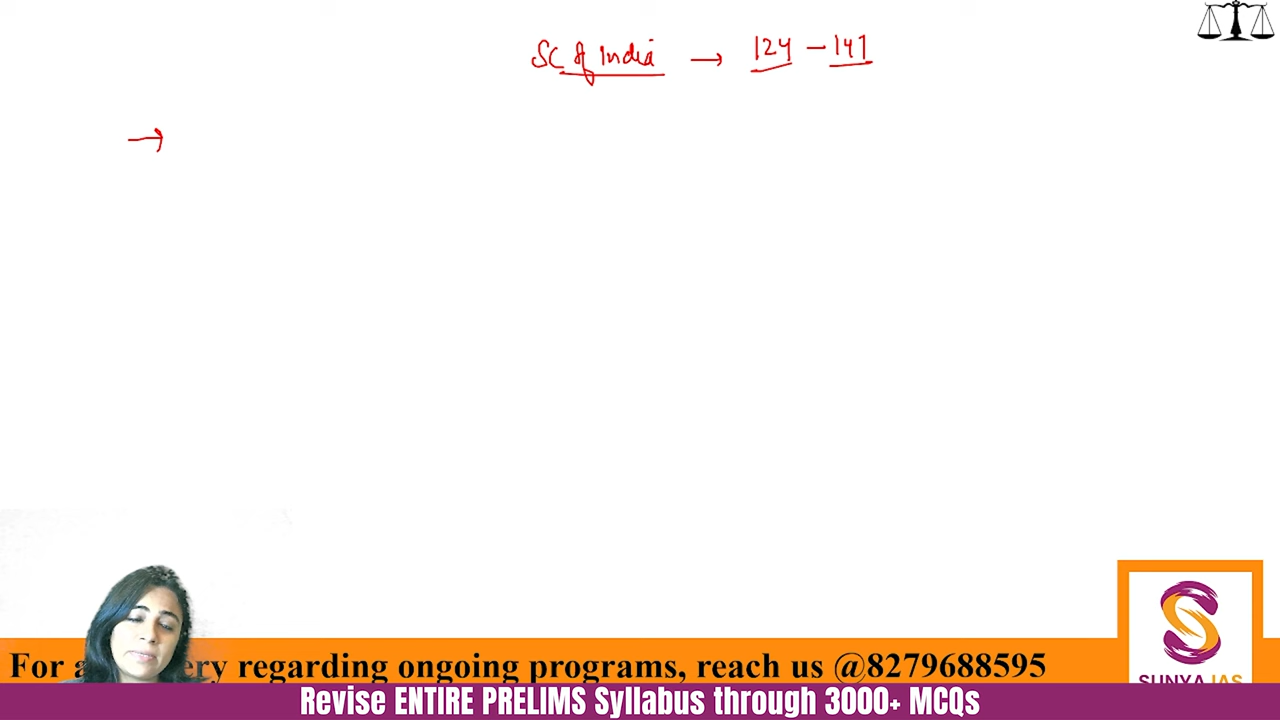 SC of India → 124 - 147
→
For a ery regarding ongoing programs, reach us @8279688595
SUNYA IAS
Revise ENTIRE PRELIMS Syllabus through 3000+ MCQs